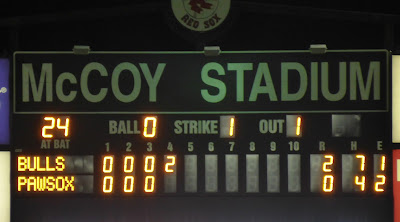 RED SOX
McCOY STADIUM
24 BALL 0 STRIKE 1 OUT 1
AT BAT 1 2 3 4 5 6 7 8 9 10 R H E
BULLS 0 0 0 2 2 7 1
PAWSOX 0 0 0 0 4 2